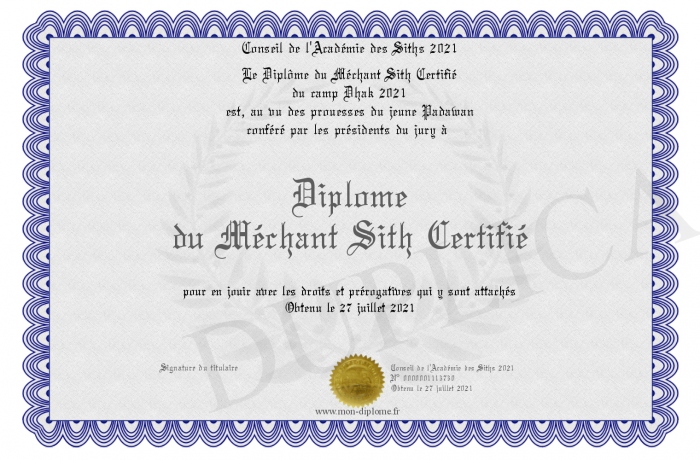 Conseil de l'Académie des Siths 2021
Le Diplôme du Méchant Sith Certifié
du camp Dhak 2021
est, au vu des prouesses du jeune Padawan
conféré par les présidents du jury à
Diplome
du Méchant Sith Certifié
pour en jouir avec les droits et prérogatives qui y sont attachés
Obtenu le 27 juillet 2021
DUPLICA
Signature du titulaire
Conseil de l'Académie des Siths 2021
Obtenu le 27 juillet 2021
www.mon-diplome.fr